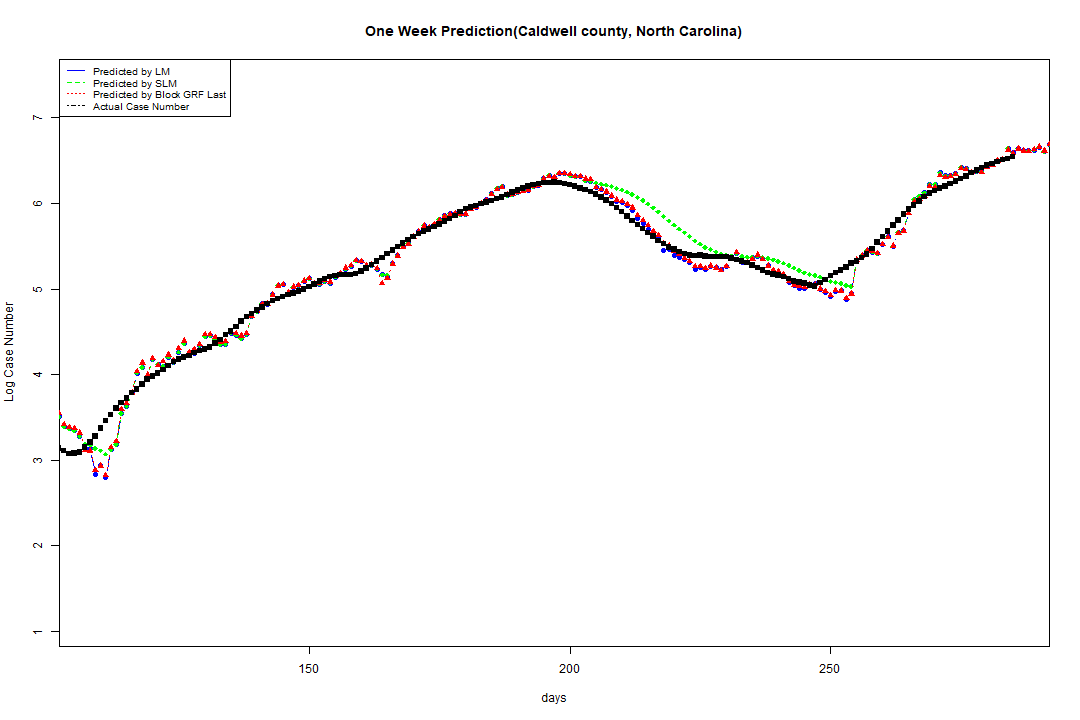 One Week Prediction(Caldwell county, North Carolina)
Predicted by LM
Predicted by SLM
Predicted by Block GRF Last
Actual Case Number
7
6
5
4
3
2
1
Log Case Number
150
200
250
days